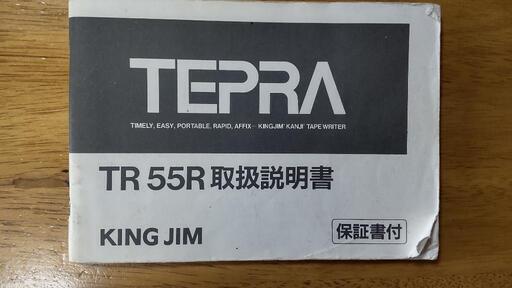 TEPRA
TIMELY, EASY, PORTABLE, RAPID, AFFIX—KINGJIM' KANJI' TAPE WRITER
TR 55R 取扱説明書
KING JIM
保証書付